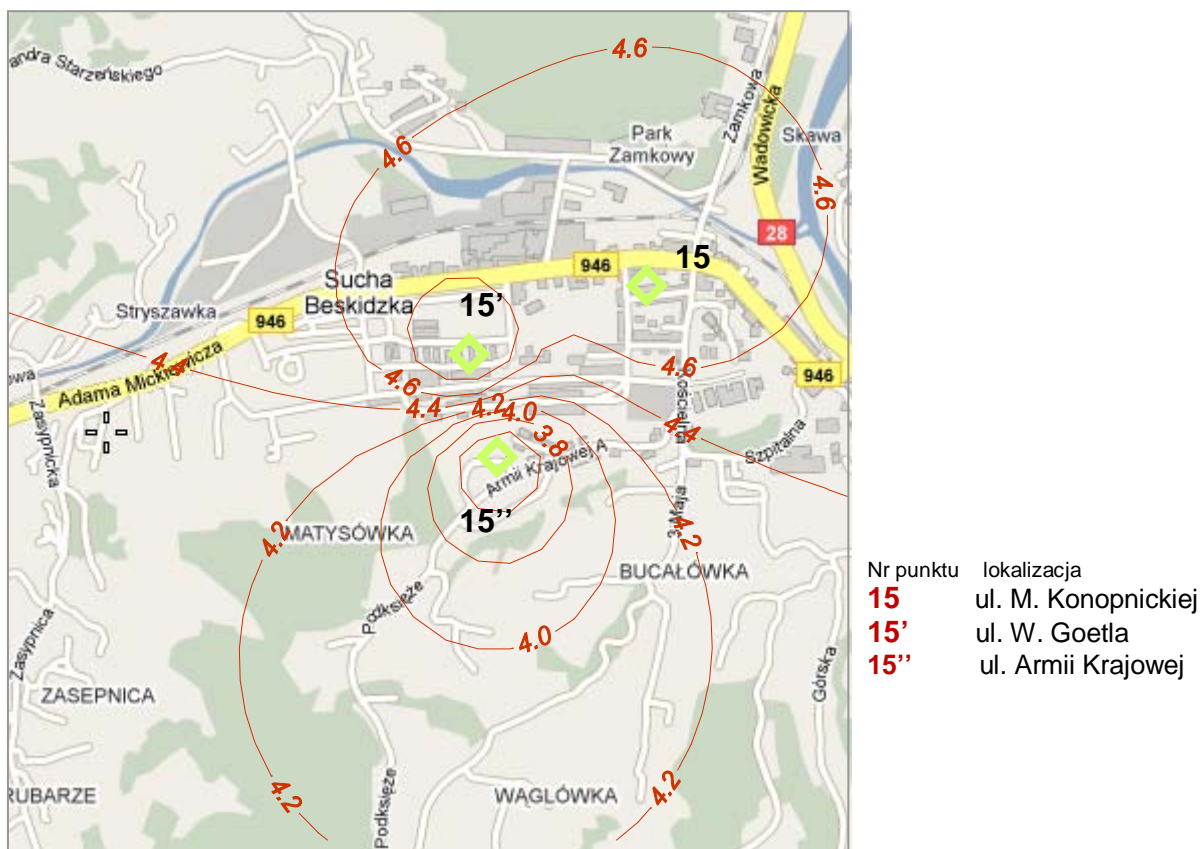 4.6
andra Starzeńskiego
Zamkowa
Wadowicka
Skawa
Park
Zamkowy
4.6
4.6
28
15
946
Sucha
Beskidzka
15'
Stryszawka
946
4.4
Adama Mickiewicza
owa
4.6
4.6
946
4.4
4.2
4.0
Kościelna
4.4
Zasypnicka
3.8
Szpitalna
Armii Krajowej A
15’’
4.2
MATYSÓWKA
3 Maja
4.2
BUCAŁÓWKA
Podksięże
4.0
Zasypnica
ZASEPNICA
Górska
4.2
4.2
RUBARZE
WĄGLÓWKA
Podksięże
Nr punktu lokalizacja
15 ul. M. Konopnickiej
15' ul. W. Goetla
15’’ ul. Armii Krajowej